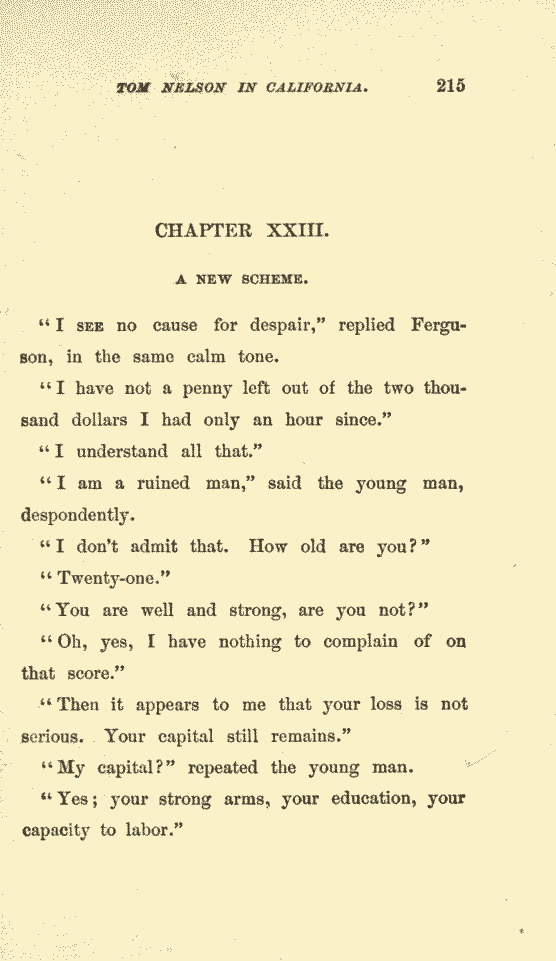 TOM NELSON IN CALIFORNIA. 215
CHAPTER XXIII.
A NEW SCHEME.
“I SEE no cause for despair,” replied Fergu-
son, in the same calm tone.
“I have not a penny left out of the two thou-
sand dollars I had only an hour since.”
“I understand all that.”
“I am a ruined man,” said the young man,
despondently.
“I don't admit that. How old are you?”
“Twenty-one.”
“You are well and strong, are you not?”
“Oh, yes, I have nothing to complain of on
that score.”
“Then it appears to me that your loss is not
serious. Your capital still remains.”
“My capital?” repeated the young man.
“Yes; your strong arms, your education, your
capacity to labor.”